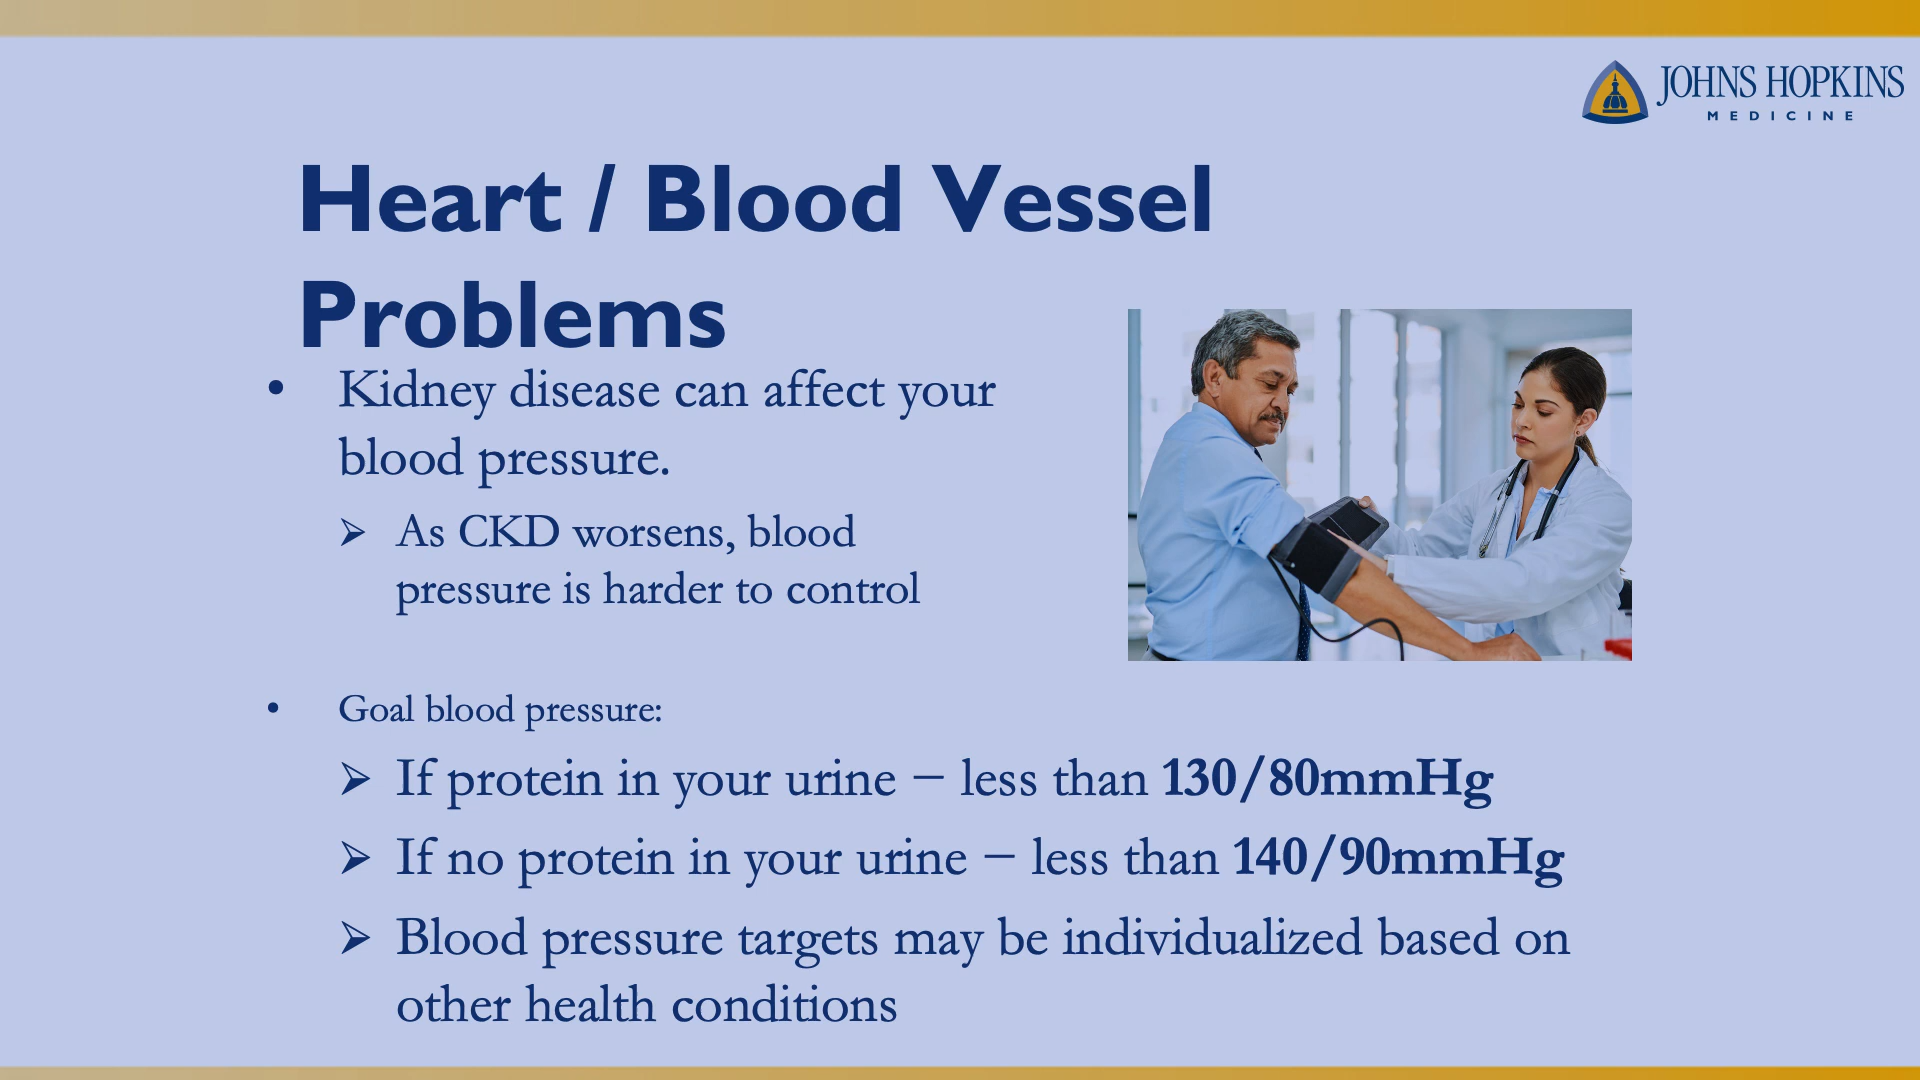 JOHNS HOPKINS
MEDICINE
Heart / Blood Vessel
Problems
• Kidney disease can affect your
blood pressure.
➢ As CKD worsens, blood
pressure is harder to control
• Goal blood pressure:
➢ If protein in your urine – less than 130/80mmHg
➢ If no protein in your urine – less than 140/90mmHg
➢ Blood pressure targets may be individualized based on
other health conditions